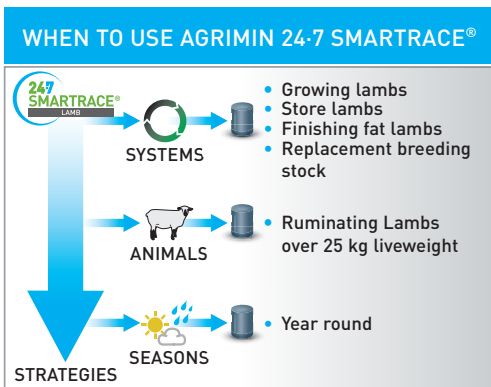 WHEN TO USE AGRIMIN 24·7 SMARTRACE®
24·7
SMARTRACE®
LAMB
SYSTEMS
• Growing lambs
• Store lambs
• Finishing fat lambs
• Replacement breeding
stock
ANIMALS
• Ruminating Lambs
over 25 kg liveweight
SEASONS
• Year round
STRATEGIES